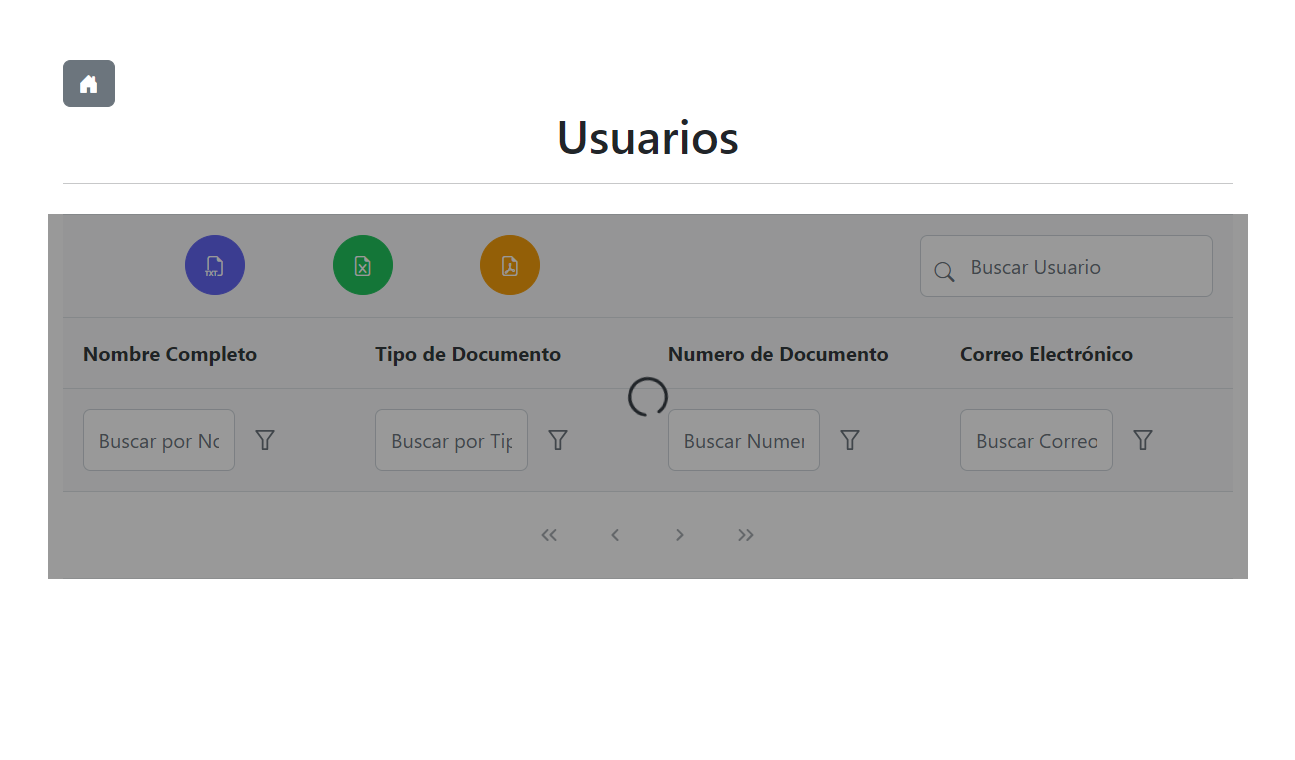 Usuarios
TXT
X
Buscar Usuario
Nombre Completo Tipo de Documento Numero de Documento Correo Electrónico
Buscar por No Buscar por Tip Buscar Numer Buscar Correo